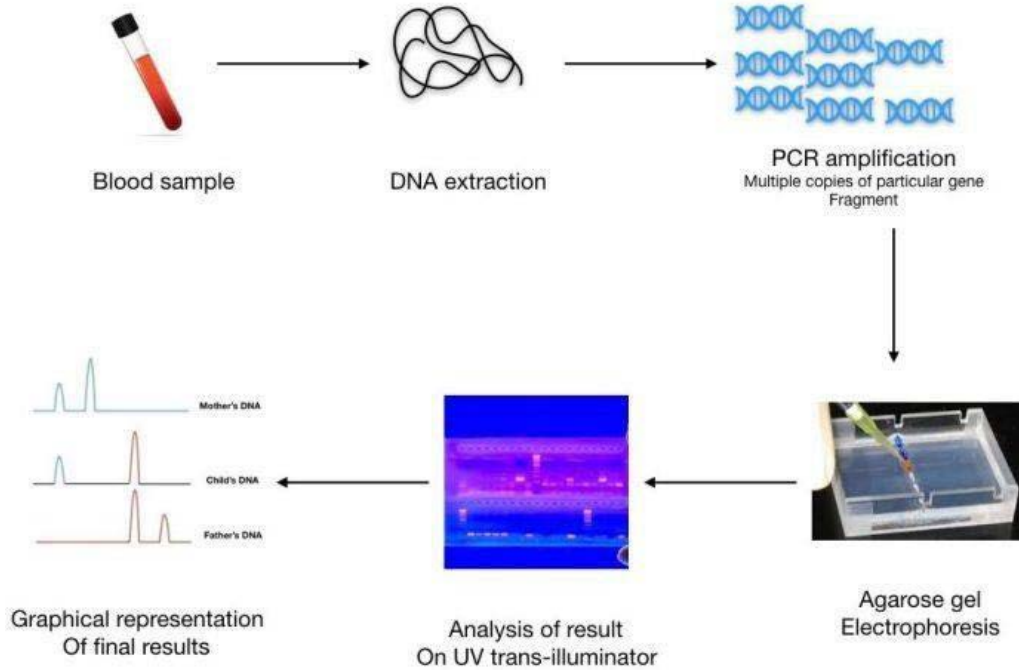 Blood sample
DNA extraction
PCR amplification
Multiple copies of particular gene
Fragment
Mother's DNA
Child's DNA
Father's DNA
Graphical representation
Of final results
Analysis of result
On UV trans-illuminator
Agarose gel
Electrophoresis